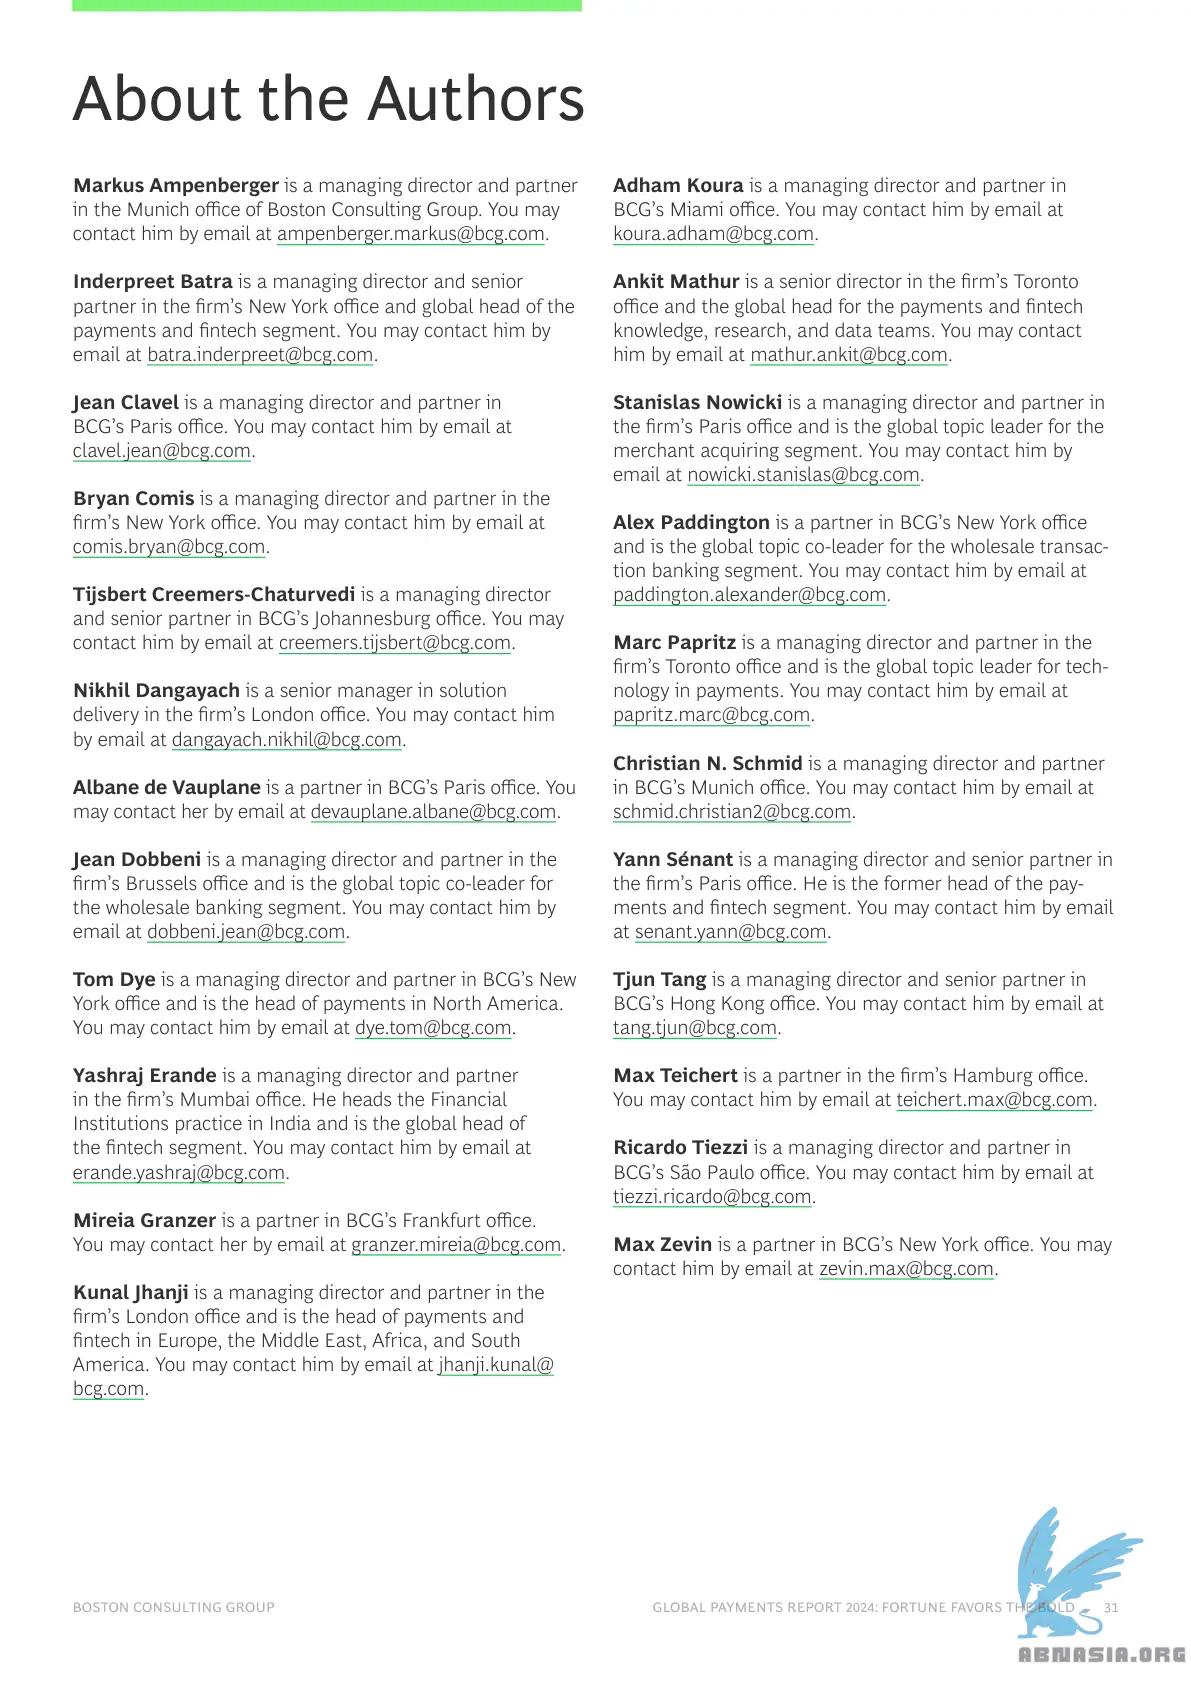 About the Authors
Markus Ampenberger is a managing director and partner
in the Munich office of Boston Consulting Group. You may
contact him by email at ampenberger.markus@bcg.com.
Inderpreet Batra is a managing director and senior
partner in the firm's New York office and global head of the
payments and fintech segment. You may contact him by
email at batra.inderpreet@bcg.com.
Jean Clavel is a managing director and partner in
BCG's Paris office. You may contact him by email at
clavel.jean@bcg.com.
Bryan Comis is a managing director and partner in the
firm's New York office. You may contact him by email at
comis.bryan@bcg.com.
Tijsbert Creemers-Chaturvedi is a managing director
and senior partner in BCG's Johannesburg office. You may
contact him by email at creemers.tijsbert@bcg.com.
Nikhil Dangayach is a senior manager in solution
delivery in the firm's London office. You may contact him
by email at dangayach.nikhil@bcg.com.
Albane de Vauplane is a partner in BCG's Paris office. You
may contact her by email at devauplane.albane@bcg.com.
Jean Dobbeni is a managing director and partner in the
firm's Brussels office and is the global topic co-leader for
the wholesale banking segment. You may contact him by
email at dobbeni.jean@bcg.com.
Tom Dye is a managing director and partner in BCG's New
York office and is the head of payments in North America.
You may contact him by email at dye.tom@bcg.com.
Yashraj Erande is a managing director and partner
in the firm's Mumbai office. He heads the Financial
Institutions practice in India and is the global head of
the fintech segment. You may contact him by email at
erande.yashraj@bcg.com.
Mireia Granzer is a partner in BCG's Frankfurt office.
You may contact her by email at granzer.mireia@bcg.com.
Kunal Jhanji is a managing director and partner in the
firm's London office and is the head of payments and
fintech in Europe, the Middle East, Africa, and South
America. You may contact him by email at jhanji.kunal@
bcg.com.
Adham Koura is a managing director and partner in
BCG's Miami office. You may contact him by email at
koura.adham@bcg.com.
Ankit Mathur is a senior director in the firm's Toronto
office and the global head for the payments and fintech
knowledge, research, and data teams. You may contact
him by email at mathur.ankit@bcg.com.
Stanislas Nowicki is a managing director and partner in
the firm's Paris office and is the global topic leader for the
merchant acquiring segment. You may contact him by
email at nowicki.stanislas@bcg.com.
Alex Paddington is a partner in BCG's New York office
and is the global topic co-leader for the wholesale transac-
tion banking segment. You may contact him by email at
paddington.alexander@bcg.com.
Marc Papritz is a managing director and partner in the
firm's Toronto office and is the global topic leader for tech-
nology in payments. You may contact him by email at
papritz.marc@bcg.com.
Christian N. Schmid is a managing director and partner
in BCG's Munich office. You may contact him by email at
schmid.christian2@bcg.com.
Yann Sénant is a managing director and senior partner in
the firm's Paris office. He is the former head of the pay-
ments and fintech segment. You may contact him by email
at senant.yann@bcg.com.
Tjun Tang is a managing director and senior partner in
BCG's Hong Kong office. You may contact him by email at
tang.tjun@bcg.com.
Max Teichert is a partner in the firm's Hamburg office.
You may contact him by email at teichert.max@bcg.com.
Ricardo Tiezzi is a managing director and partner in
BCG's São Paulo office. You may contact him by email at
tiezzi.ricardo@bcg.com.
Max Zevin is a partner in BCG's New York office. You may
contact him by email at zevin.max@bcg.com.
BOSTON CONSULTING GROUP
GLOBAL PAYMENTS REPORT 2024: FORTUNE FAVORS THE BOLD 31
ABNASIA.ORG